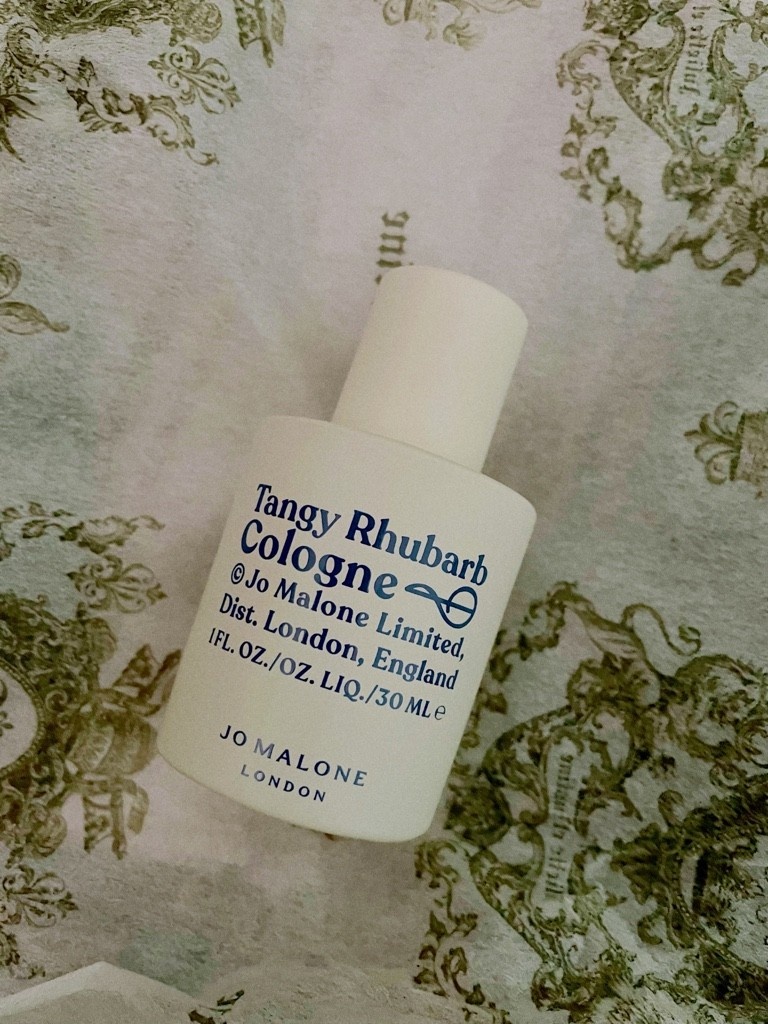 Tangy Rhubarb
Cologne
©Jo Malone Limited,
Dist. London, England
1FL. OZ./OZ. LIQ./30 ML ℮
JO MALONE
LONDON